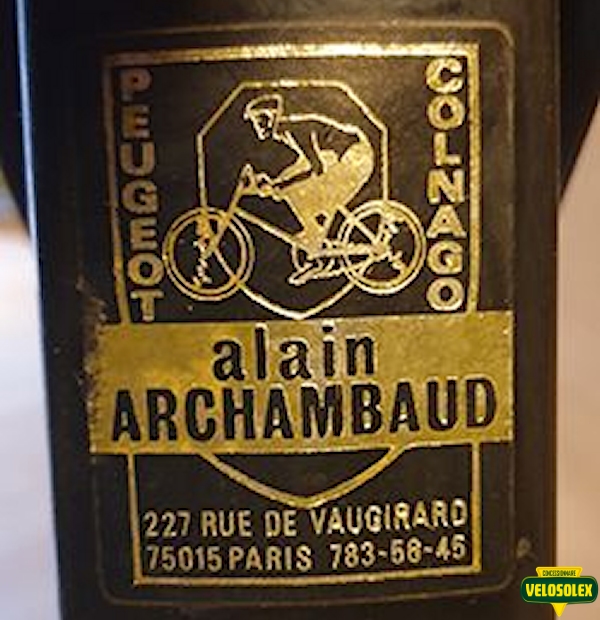 PEUGEOT
COLNAGO
alain
ARCHAMBAUD
227 RUE DE VAUGIRARD
75015 PARIS 783-58-45
CONCESSIONNAIRE
VELOSOLEX